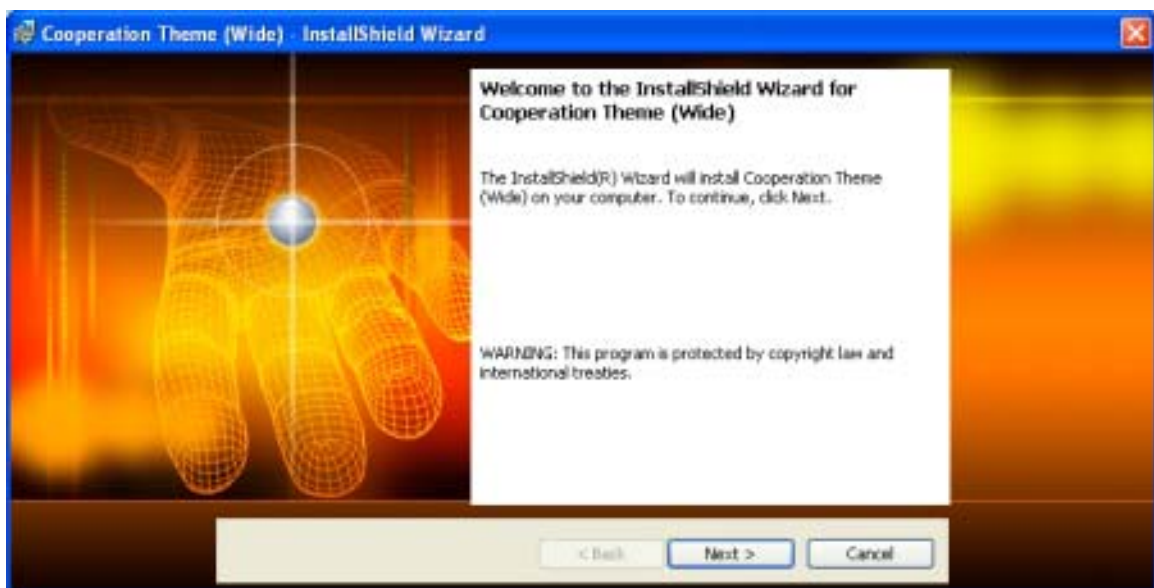 Cooperation Theme (Wide) - InstallShield Wizard
Welcome to the InstallShield Wizard for
Cooperation Theme (Wide)
The InstallShield(R) Wizard will install Cooperation Theme
(Wide) on your computer. To continue, click Next.
WARNING: This program is protected by copyright law and
international treaties.
< Back Next > Cancel